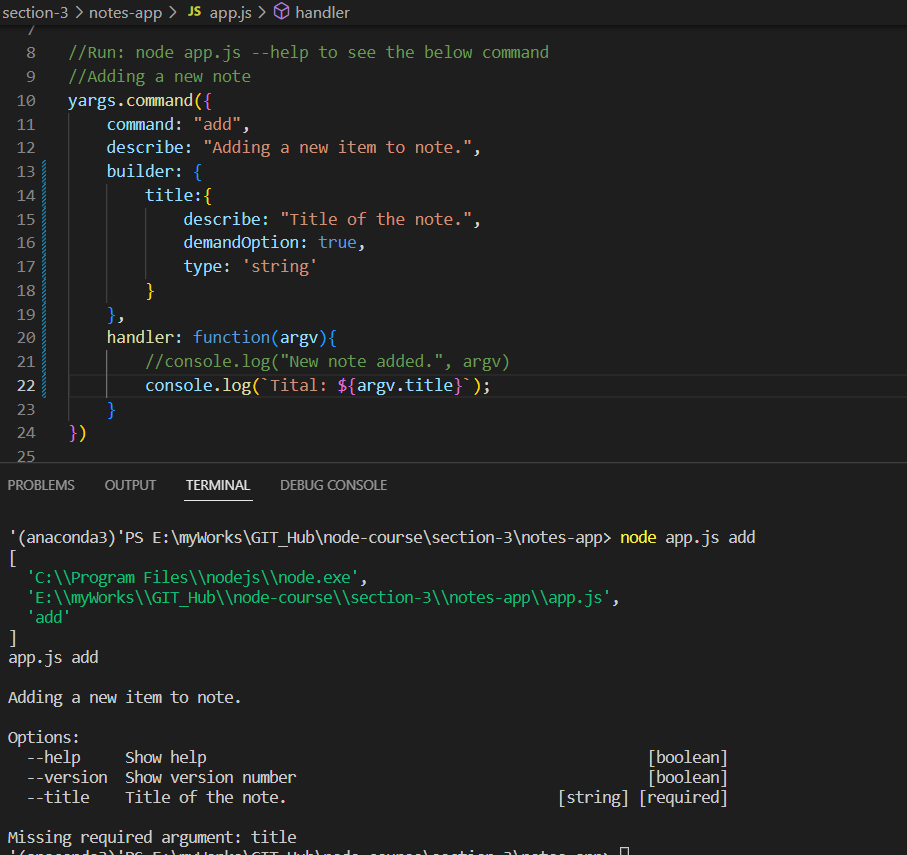 section-3 > notes-app > JS app.js > handler
7
8 //Run: node app.js --help to see the below command
9 //Adding a new note
10 yargs.command({
11 command: "add",
12 describe: "Adding a new item to note.",
13 builder: {
14 title:{
15 describe: "Title of the note.",
16 demandOption: true,
17 type: 'string'
18 }
19 },
20 handler: function(argv){
21 //console.log("New note added.", argv)
22 console.log(`Tital: ${argv.title}`);
23 }
24 })
25
PROBLEMS OUTPUT TERMINAL DEBUG CONSOLE
'(anaconda3)'PS E:\myWorks\GIT_Hub\node-course\section-3\notes-app> node app.js add
[
'C:\\Program Files\\nodejs\\node.exe',
'E:\\myWorks\\GIT_Hub\\node-course\\section-3\\notes-app\\app.js',
'add'
]
app.js add
Adding a new item to note.
Options:
--help Show help [boolean]
--version Show version number [boolean]
--title Title of the note. [string] [required]
Missing required argument: title
'(anaconda3)'PS E:\myWorks\GIT_Hub\node-course\section-3\notes-app>